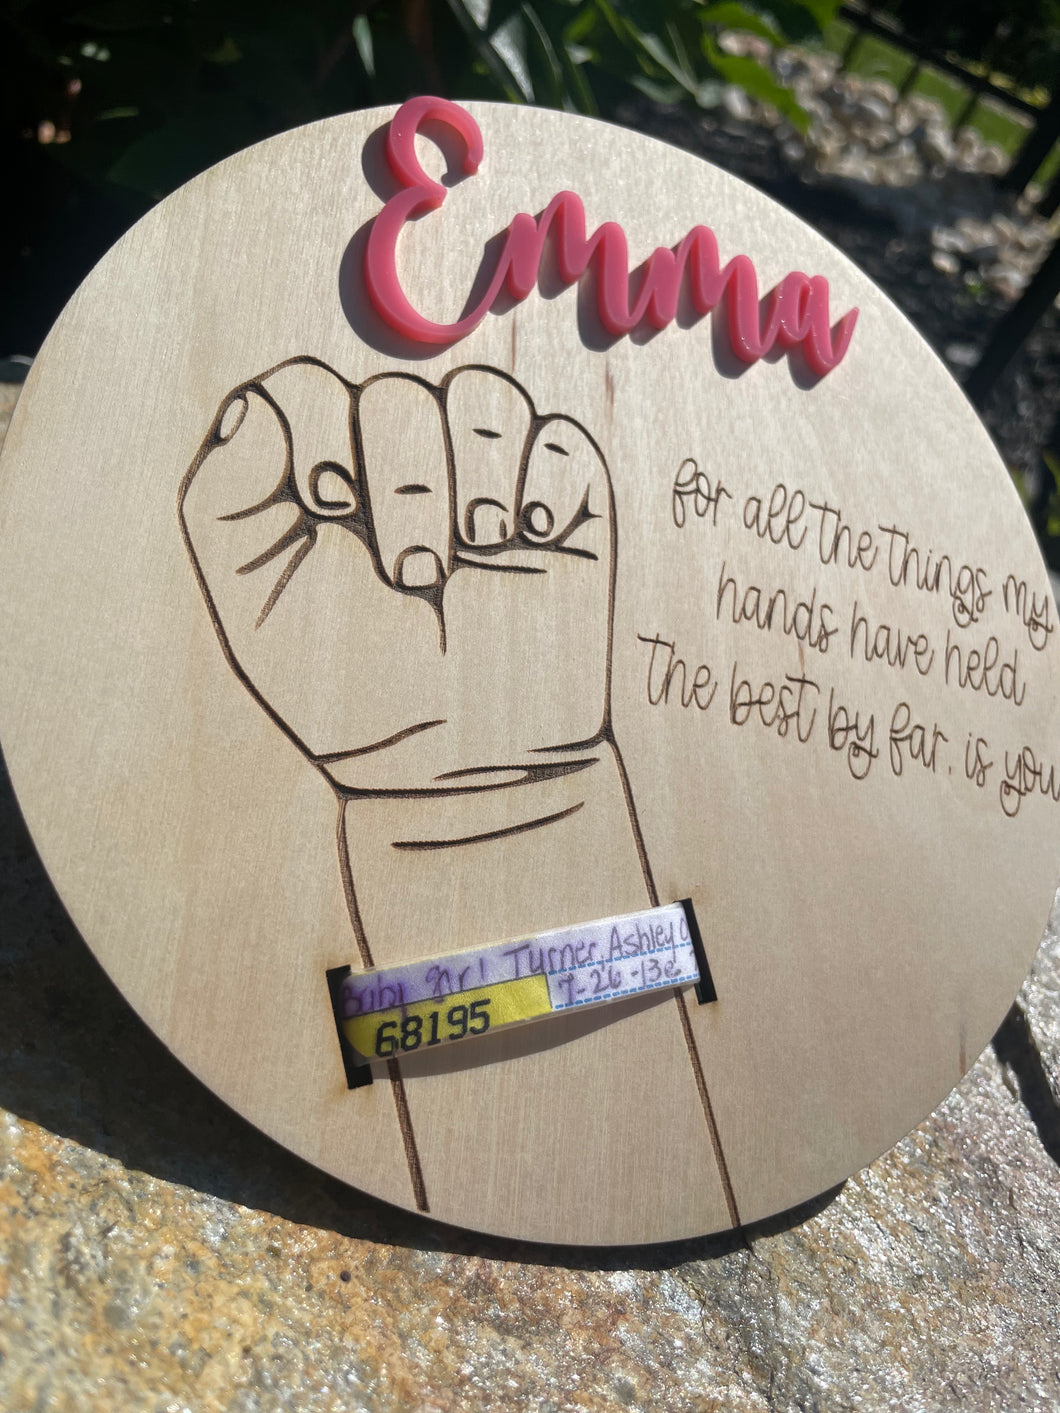 Emma
for all the things my
hands have held
the best by far. is you
Baby girl Turner, Ashley
7-26-13@
68195